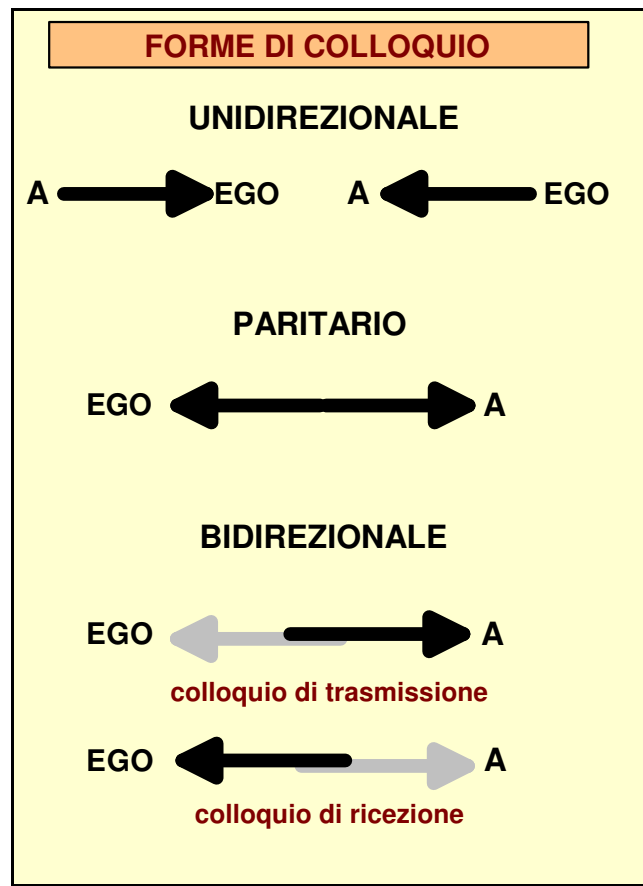 FORME DI COLLOQUIO
UNIDIREZIONALE
A EGO A EGO
PARITARIO
EGO A
BIDIREZIONALE
EGO A
colloquio di trasmissione
EGO A
colloquio di ricezione